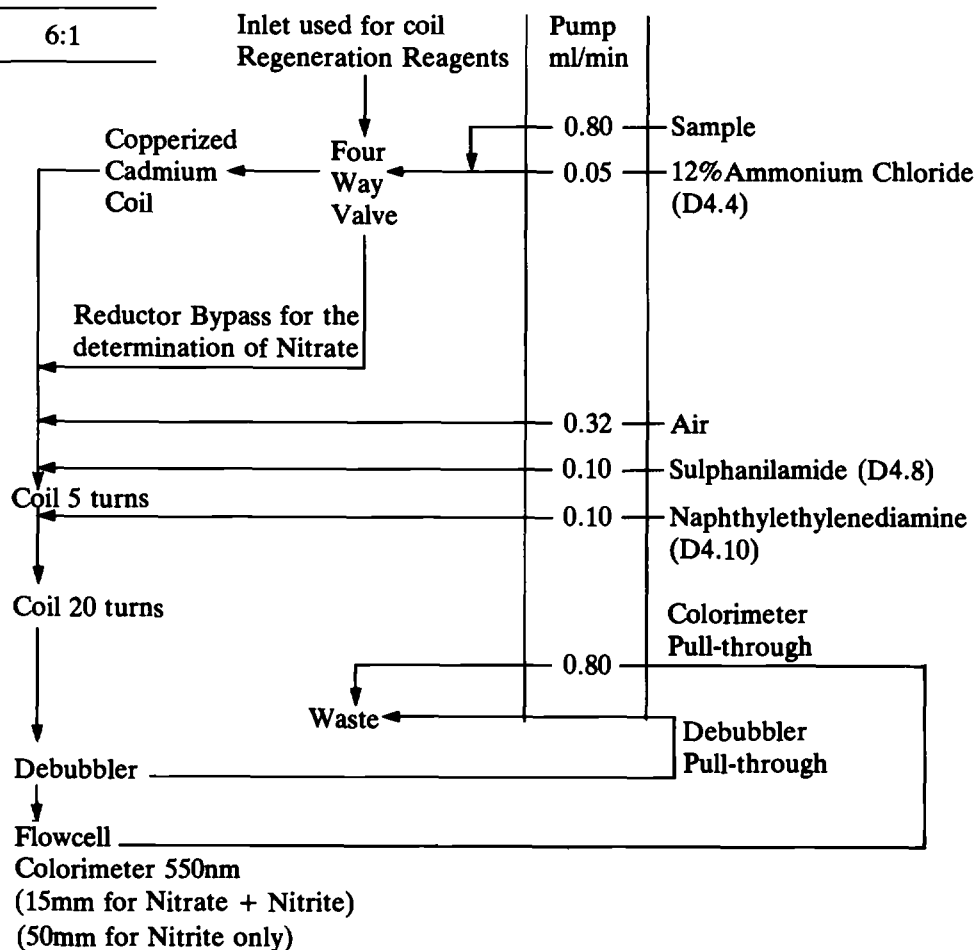 6:1
Inlet used for coil
Regeneration Reagents
Pump
ml/min
0.80
Sample
Copperized
Cadmium
Coil
Four
Way
Valve
0.05
12%Ammonium Chloride
(D4.4)
Reductor Bypass for the
determination of Nitrate
0.32
Air
0.10
Sulphanilamide (D4.8)
Coil 5 turns
0.10
Naphthylethylenediamine
(D4.10)
Coil 20 turns
Colorimeter
Pull-through
0.80
Waste
Debubbler
Pull-through
Debubbler
Flowcell
Colorimeter 550nm
(15mm for Nitrate + Nitrite)
(50mm for Nitrite only)